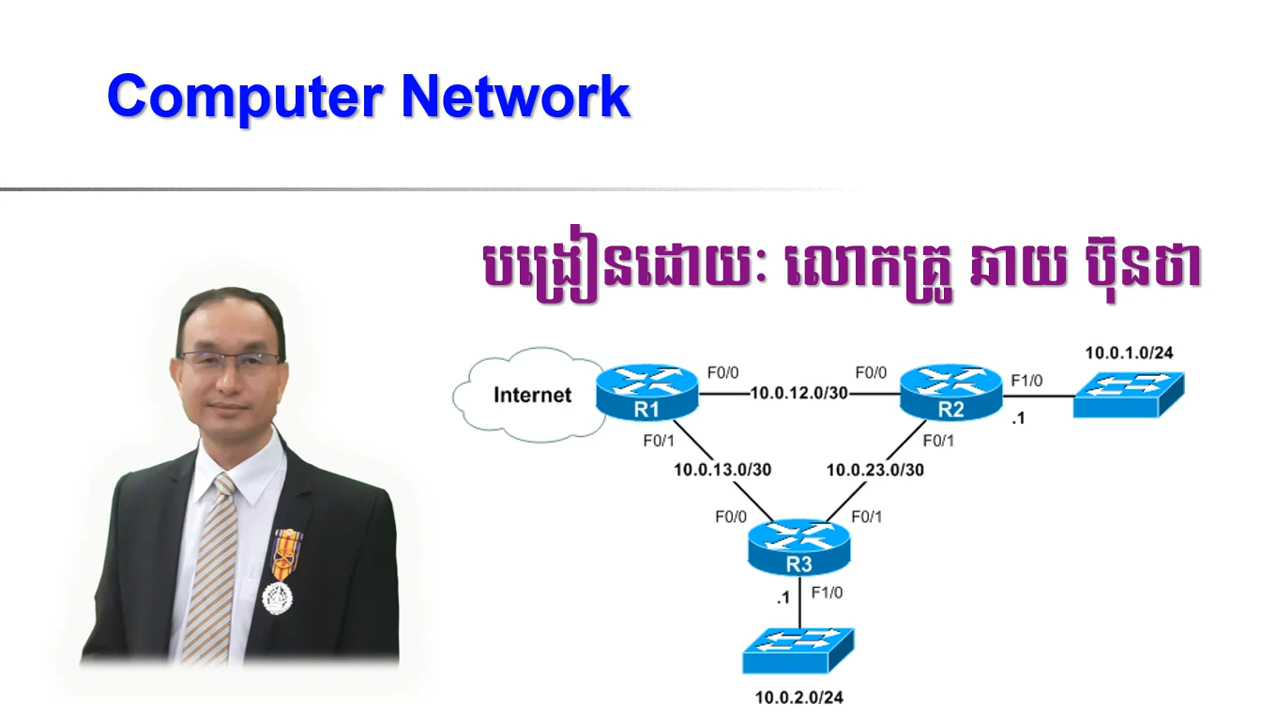 Computer Network
បង្រៀនដោយៈ លោកគ្រូ ឆាយ ប៊ុនថា
10.0.1.0/24
Internet
R1
F0/0
10.0.12.0/30
F0/0
R2
F1/0
.1
F0/1
F0/1
10.0.13.0/30
10.0.23.0/30
F0/0
F0/1
R3
.1
F1/0
10.0.2.0/24